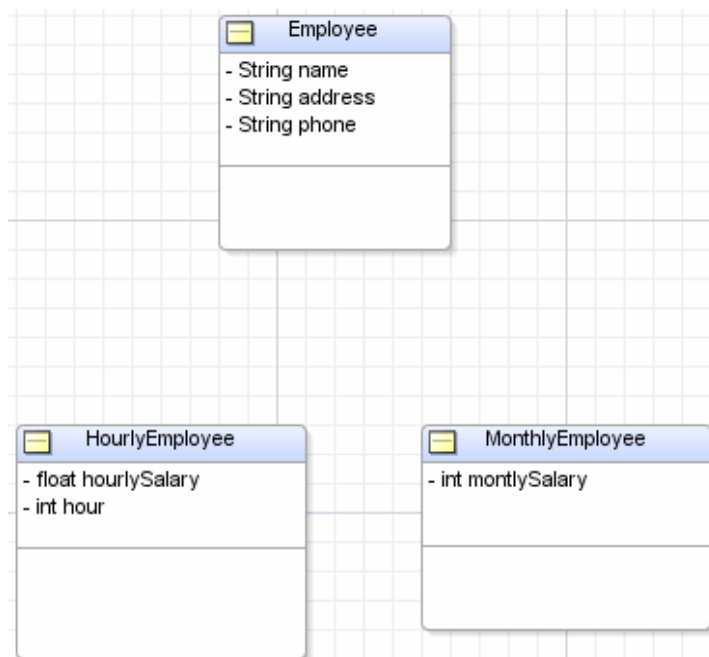 Employee
- String name
- String address
- String phone
HourlyEmployee
- float hourlySalary
- int hour
MonthlyEmployee
- int montlySalary